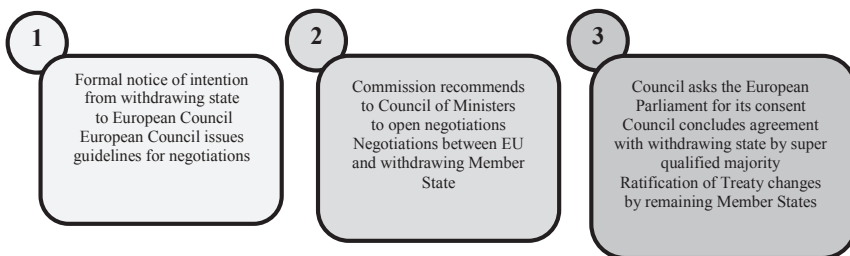 1
Formal notice of intention
from withdrawing state
to European Council
European Council issues
guidelines for negotiations
2
Commission recommends
to Council of Ministers
to open negotiations
Negotiations between EU
and withdrawing Member
State
3
Council asks the European
Parliament for its consent
Council concludes agreement
with withdrawing state by super
qualified majority
Ratification of Treaty changes
by remaining Member States